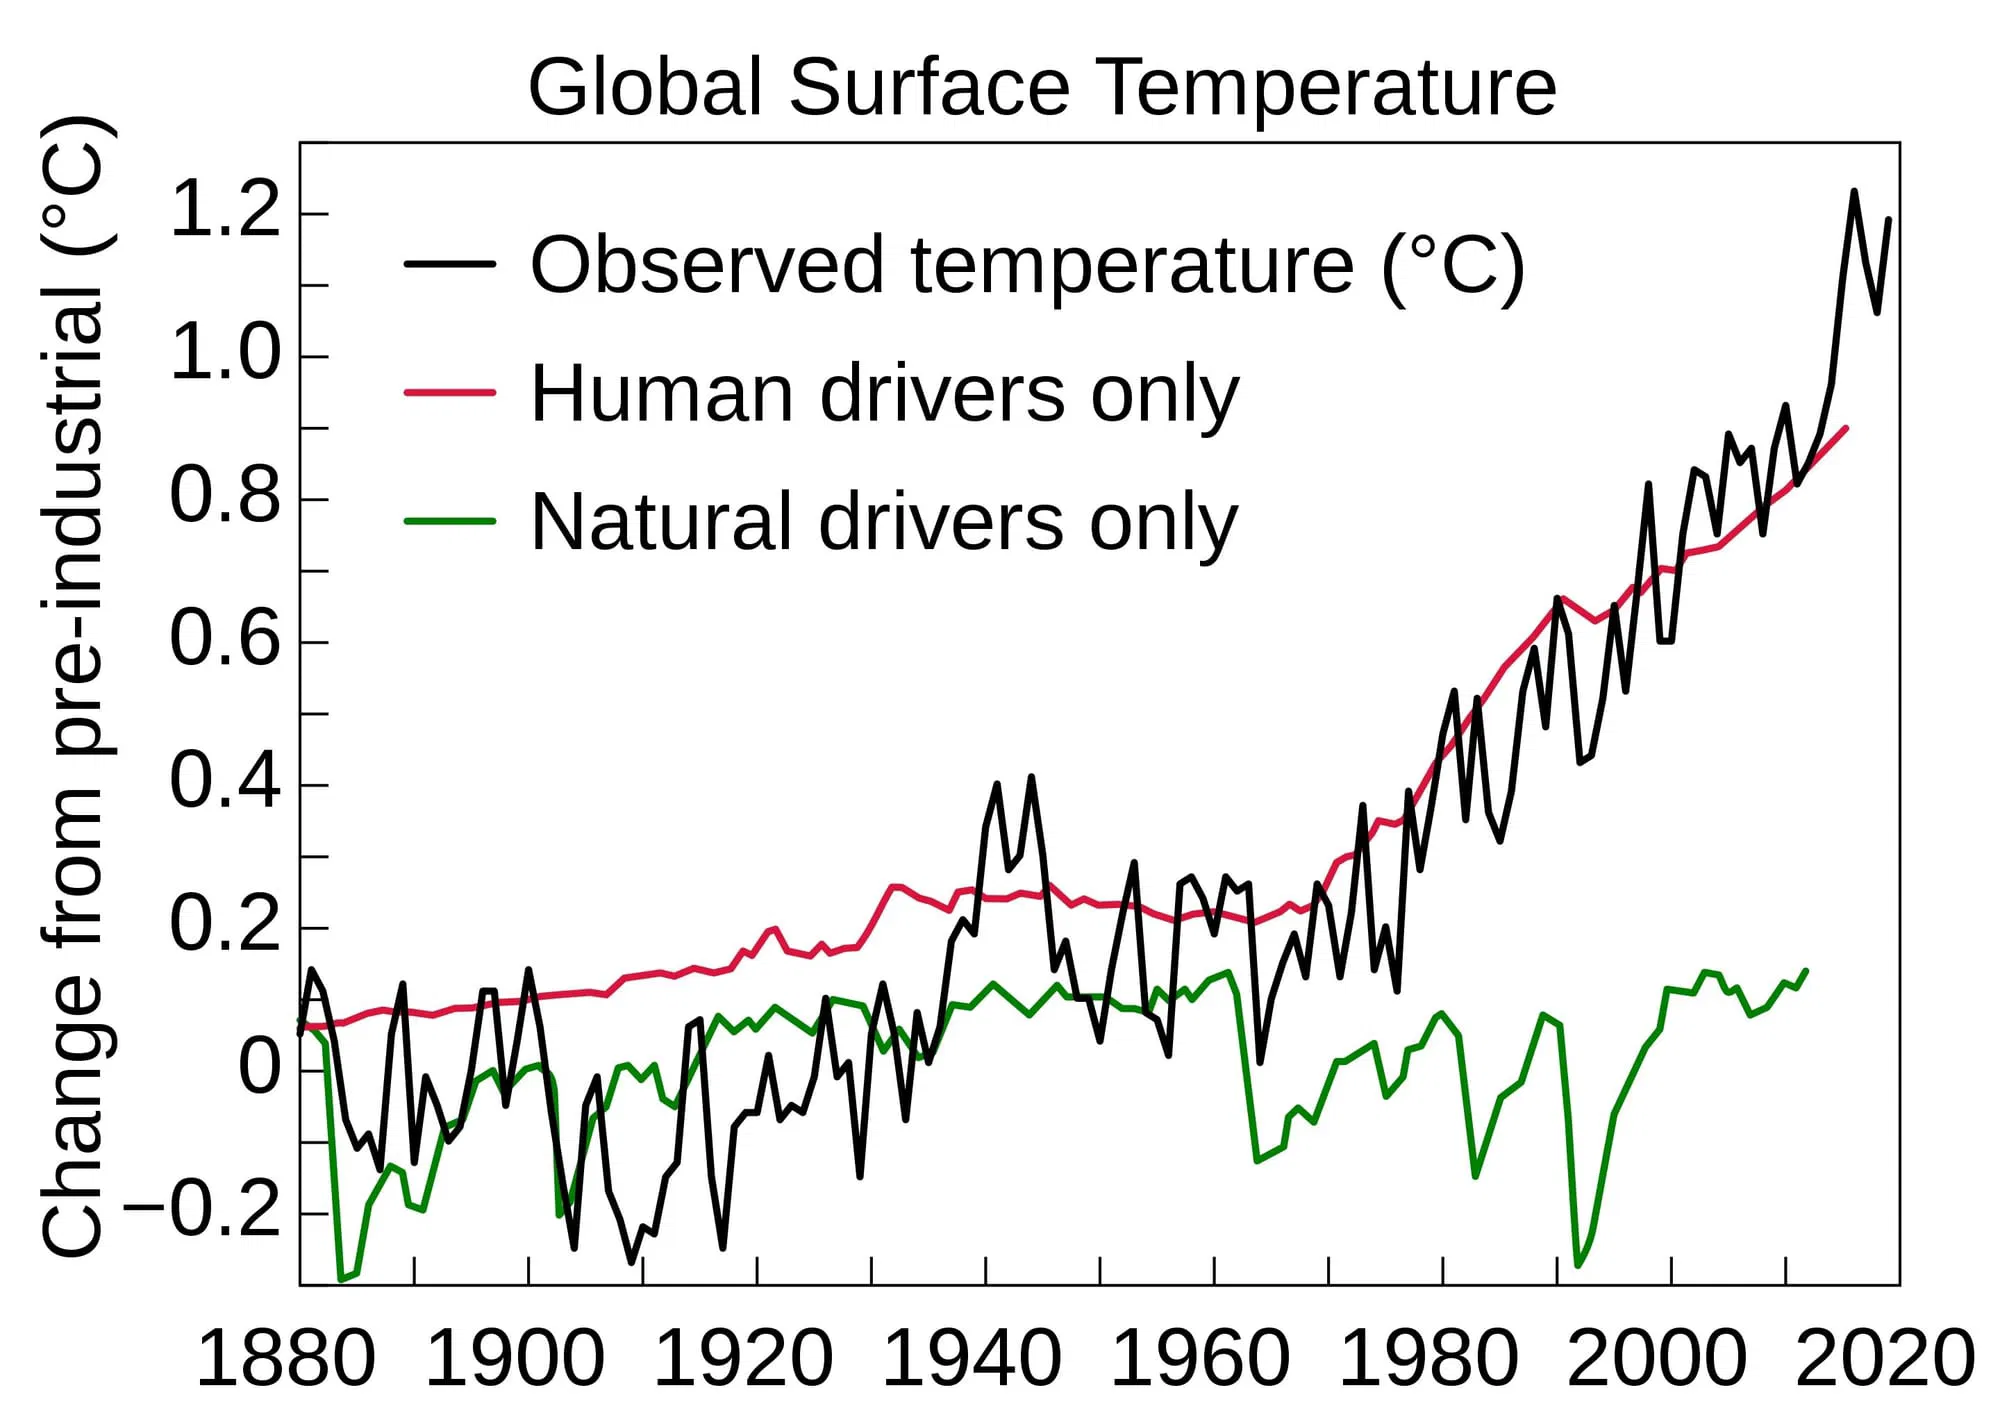 Global Surface Temperature
Change from pre-industrial (°C)
1.2
1.0
0.8
0.6
0.4
0.2
0
−0.2
Observed temperature (°C)
Human drivers only
Natural drivers only
1880 1900 1920 1940 1960 1980 2000 2020